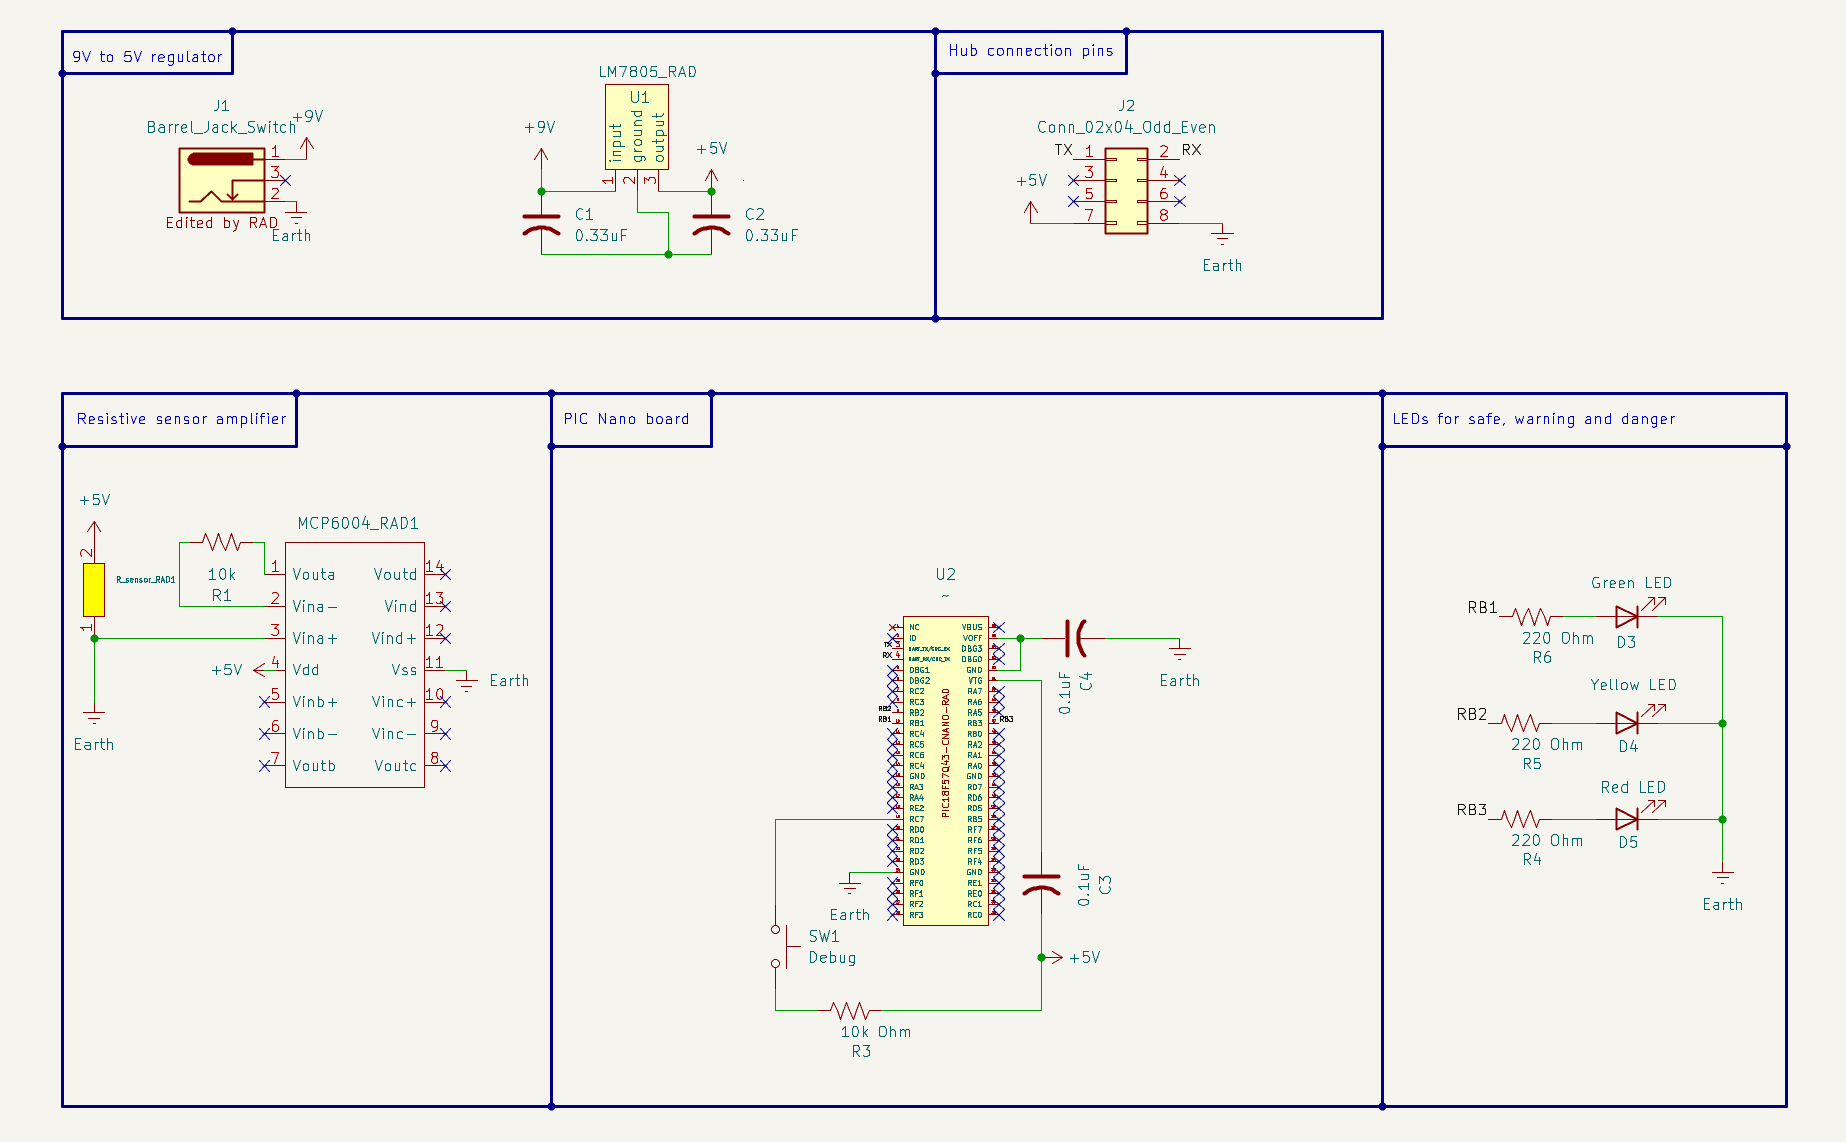 9V to 5V regulator
J1
Barrel_Jack_Switch
+9V
1
3
2
Edited by RAD
Earth
LM7805_RAD
U1
input
ground
output
1
2
3
+9V
+5V
C1
0.33uF
C2
0.33uF
Hub connection pins
J2
Conn_02x04_Odd_Even
TX 1 2 RX
3 4
+5V
5 6
7 8
Earth
Resistive sensor amplifier
+5V
2
R_sensor_RAD1
1
Earth
10k
R1
MCP6004_RAD1
1 Vouta Voutd 14
2 Vina- Vind 13
3 Vina+ Vind+ 12
+5V 4 Vdd Vss 11
Earth
5 Vinb+ Vinc+ 10
6 Vinb- Vinc- 9
7 Voutb Voutc 8
PIC Nano board
U2
~
NC VBUS
ID VOFF
TX DBG3
RX DBG0
DBG1 GND
DBG2 VTG
RC2 RA7
RC3 RA6
RB2 RB2 RA5
RB1 RB1 RB3 RB3
RC4 RB0
RC5 RA2
RC6 RA1
RC4 RA0
GND GND
RA3 RD7
RA4 RD6
RE2 RD5
RC7 RB5
RD0 RF7
RD1 RF6
RD2 RF5
RD3 RF4
GND GND
RF0 RE1
RF1 RE0
RF2 RC1
RF3 RC0
PIC18F57Q43-CNANO-RAD
0.1uF
C4
Earth
0.1uF
C3
Earth
SW1
Debug
+5V
10k Ohm
R3
LEDs for safe, warning and danger
Green LED
RB1
220 Ohm
R6
D3
Yellow LED
RB2
220 Ohm
R5
D4
Red LED
RB3
220 Ohm
R4
D5
Earth